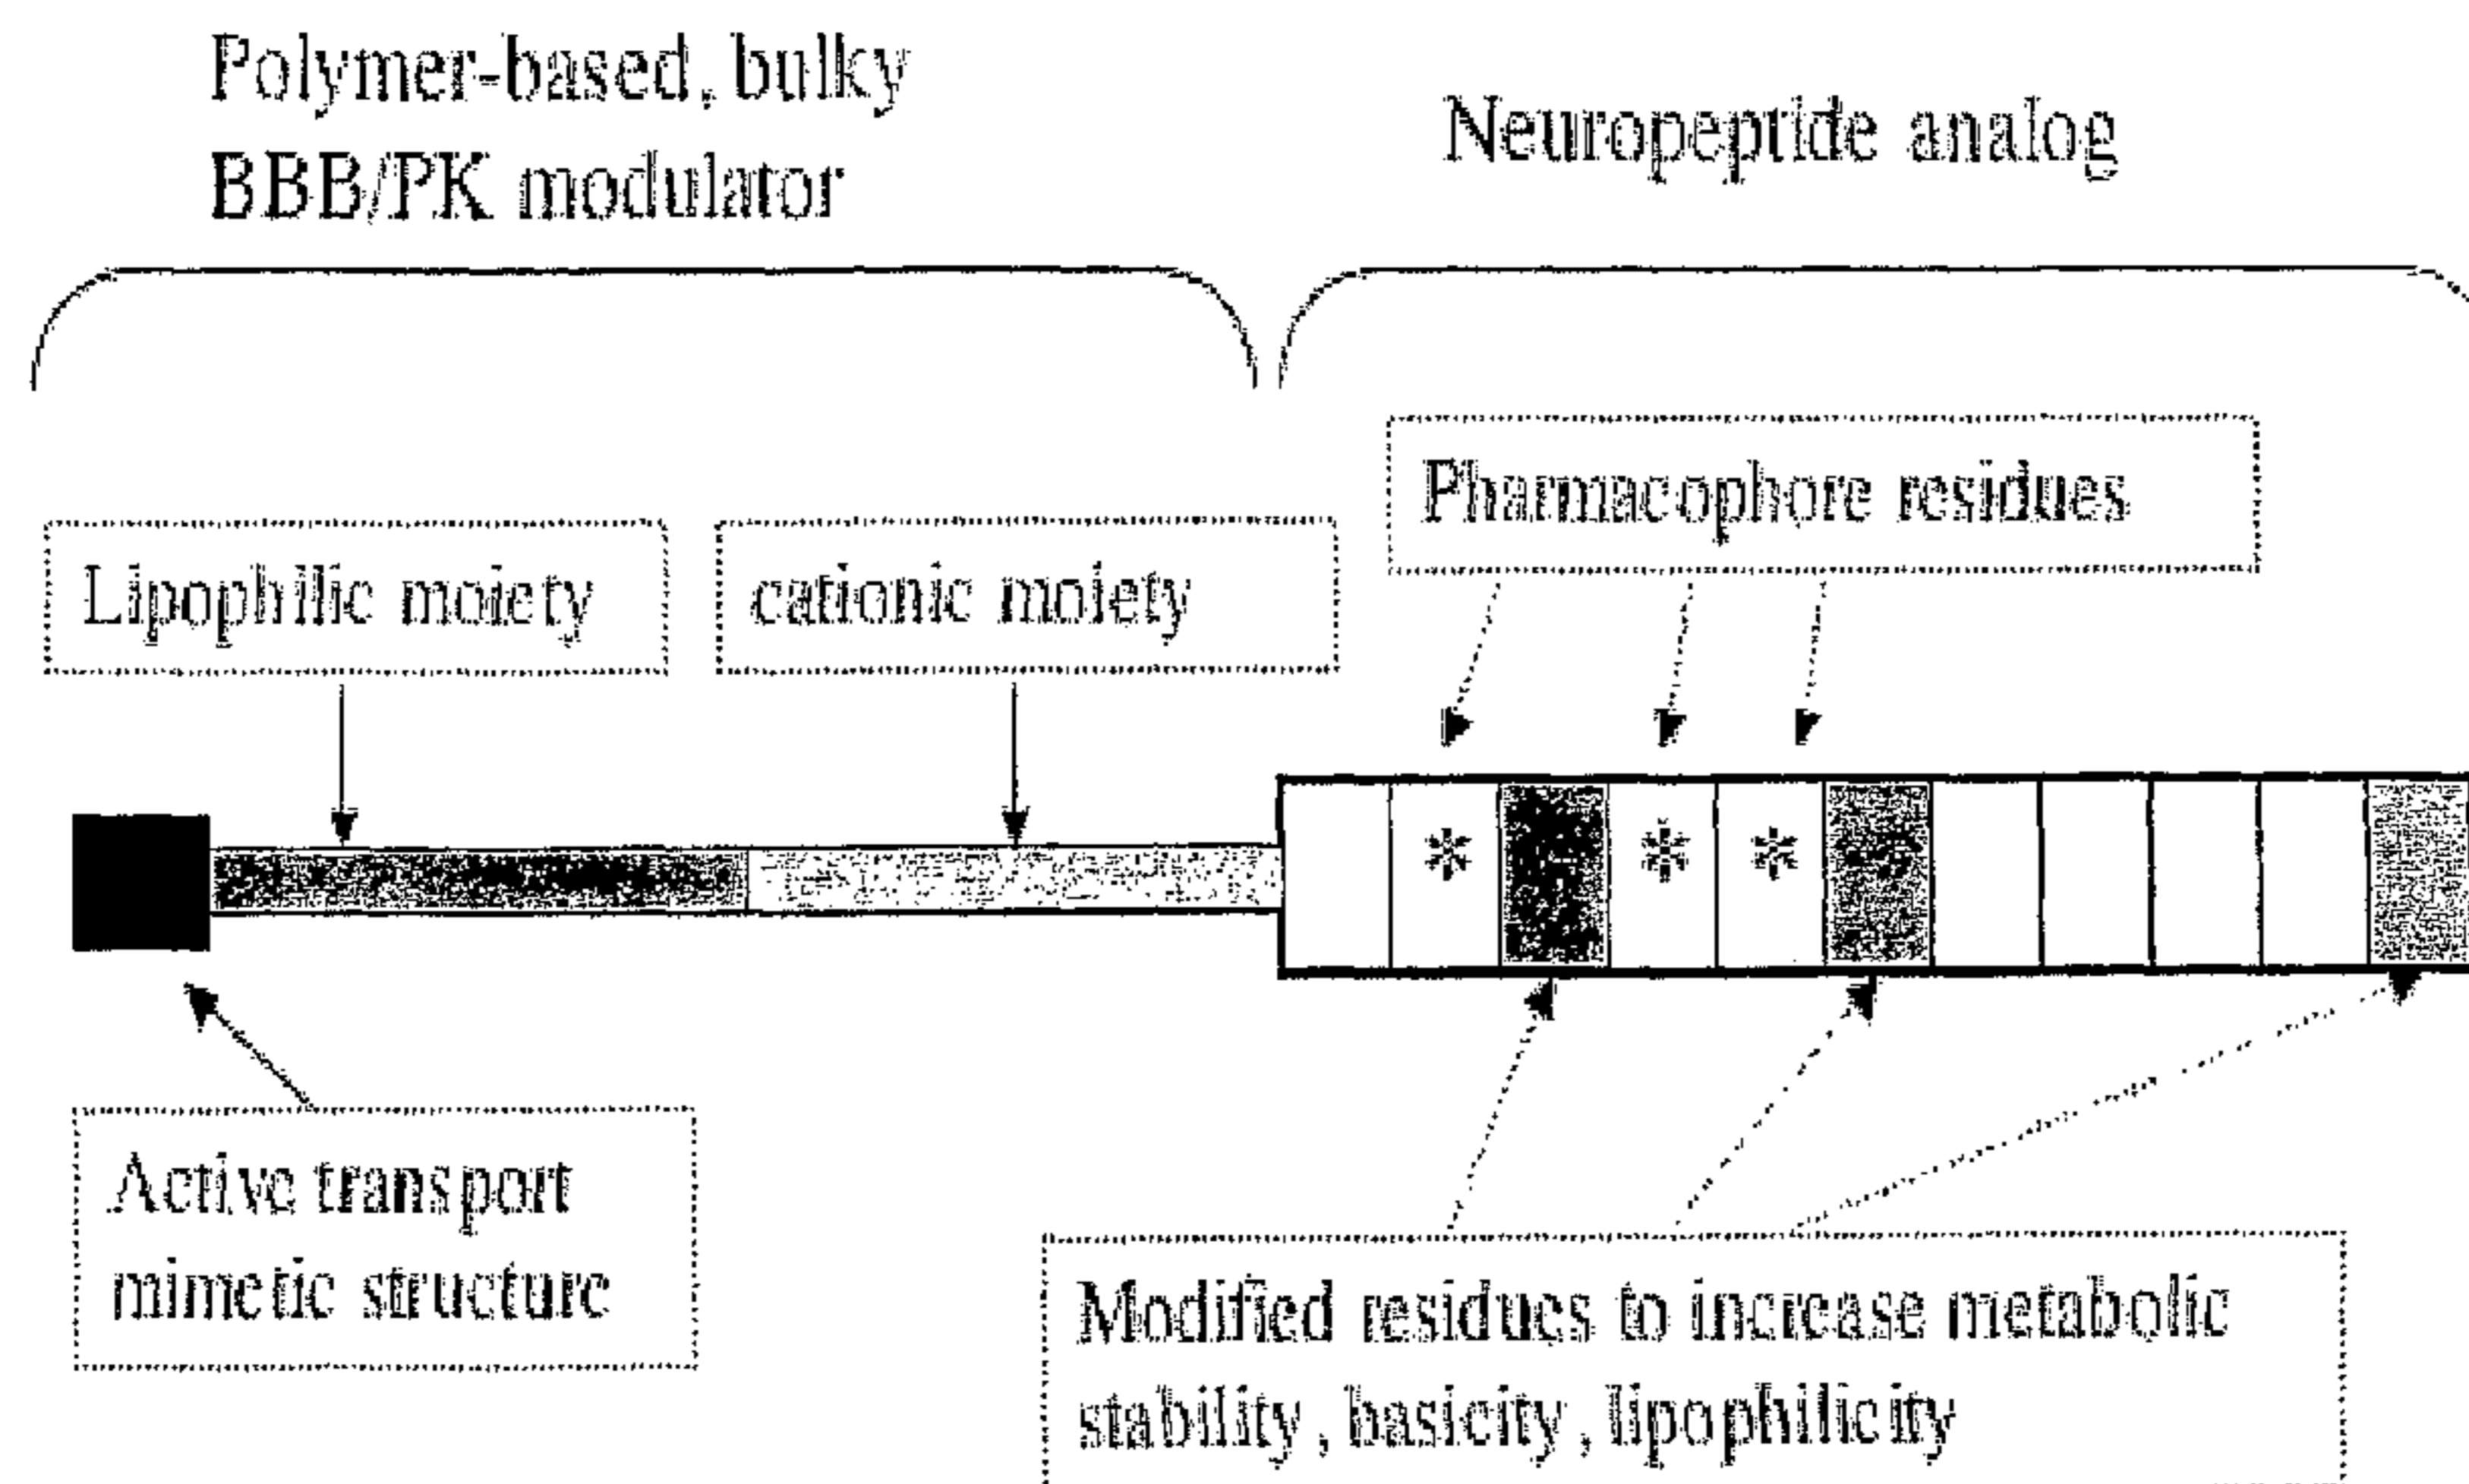 Polymer-based, bulky
BBB/PK modulator
Neuropeptide analog
Pharmacophore residues
Lipophilic moiety
cationic moiety
* * *
Active transport
mimetic structure
Modified residues to increase metabolic
stability, basicity, lipophilicity